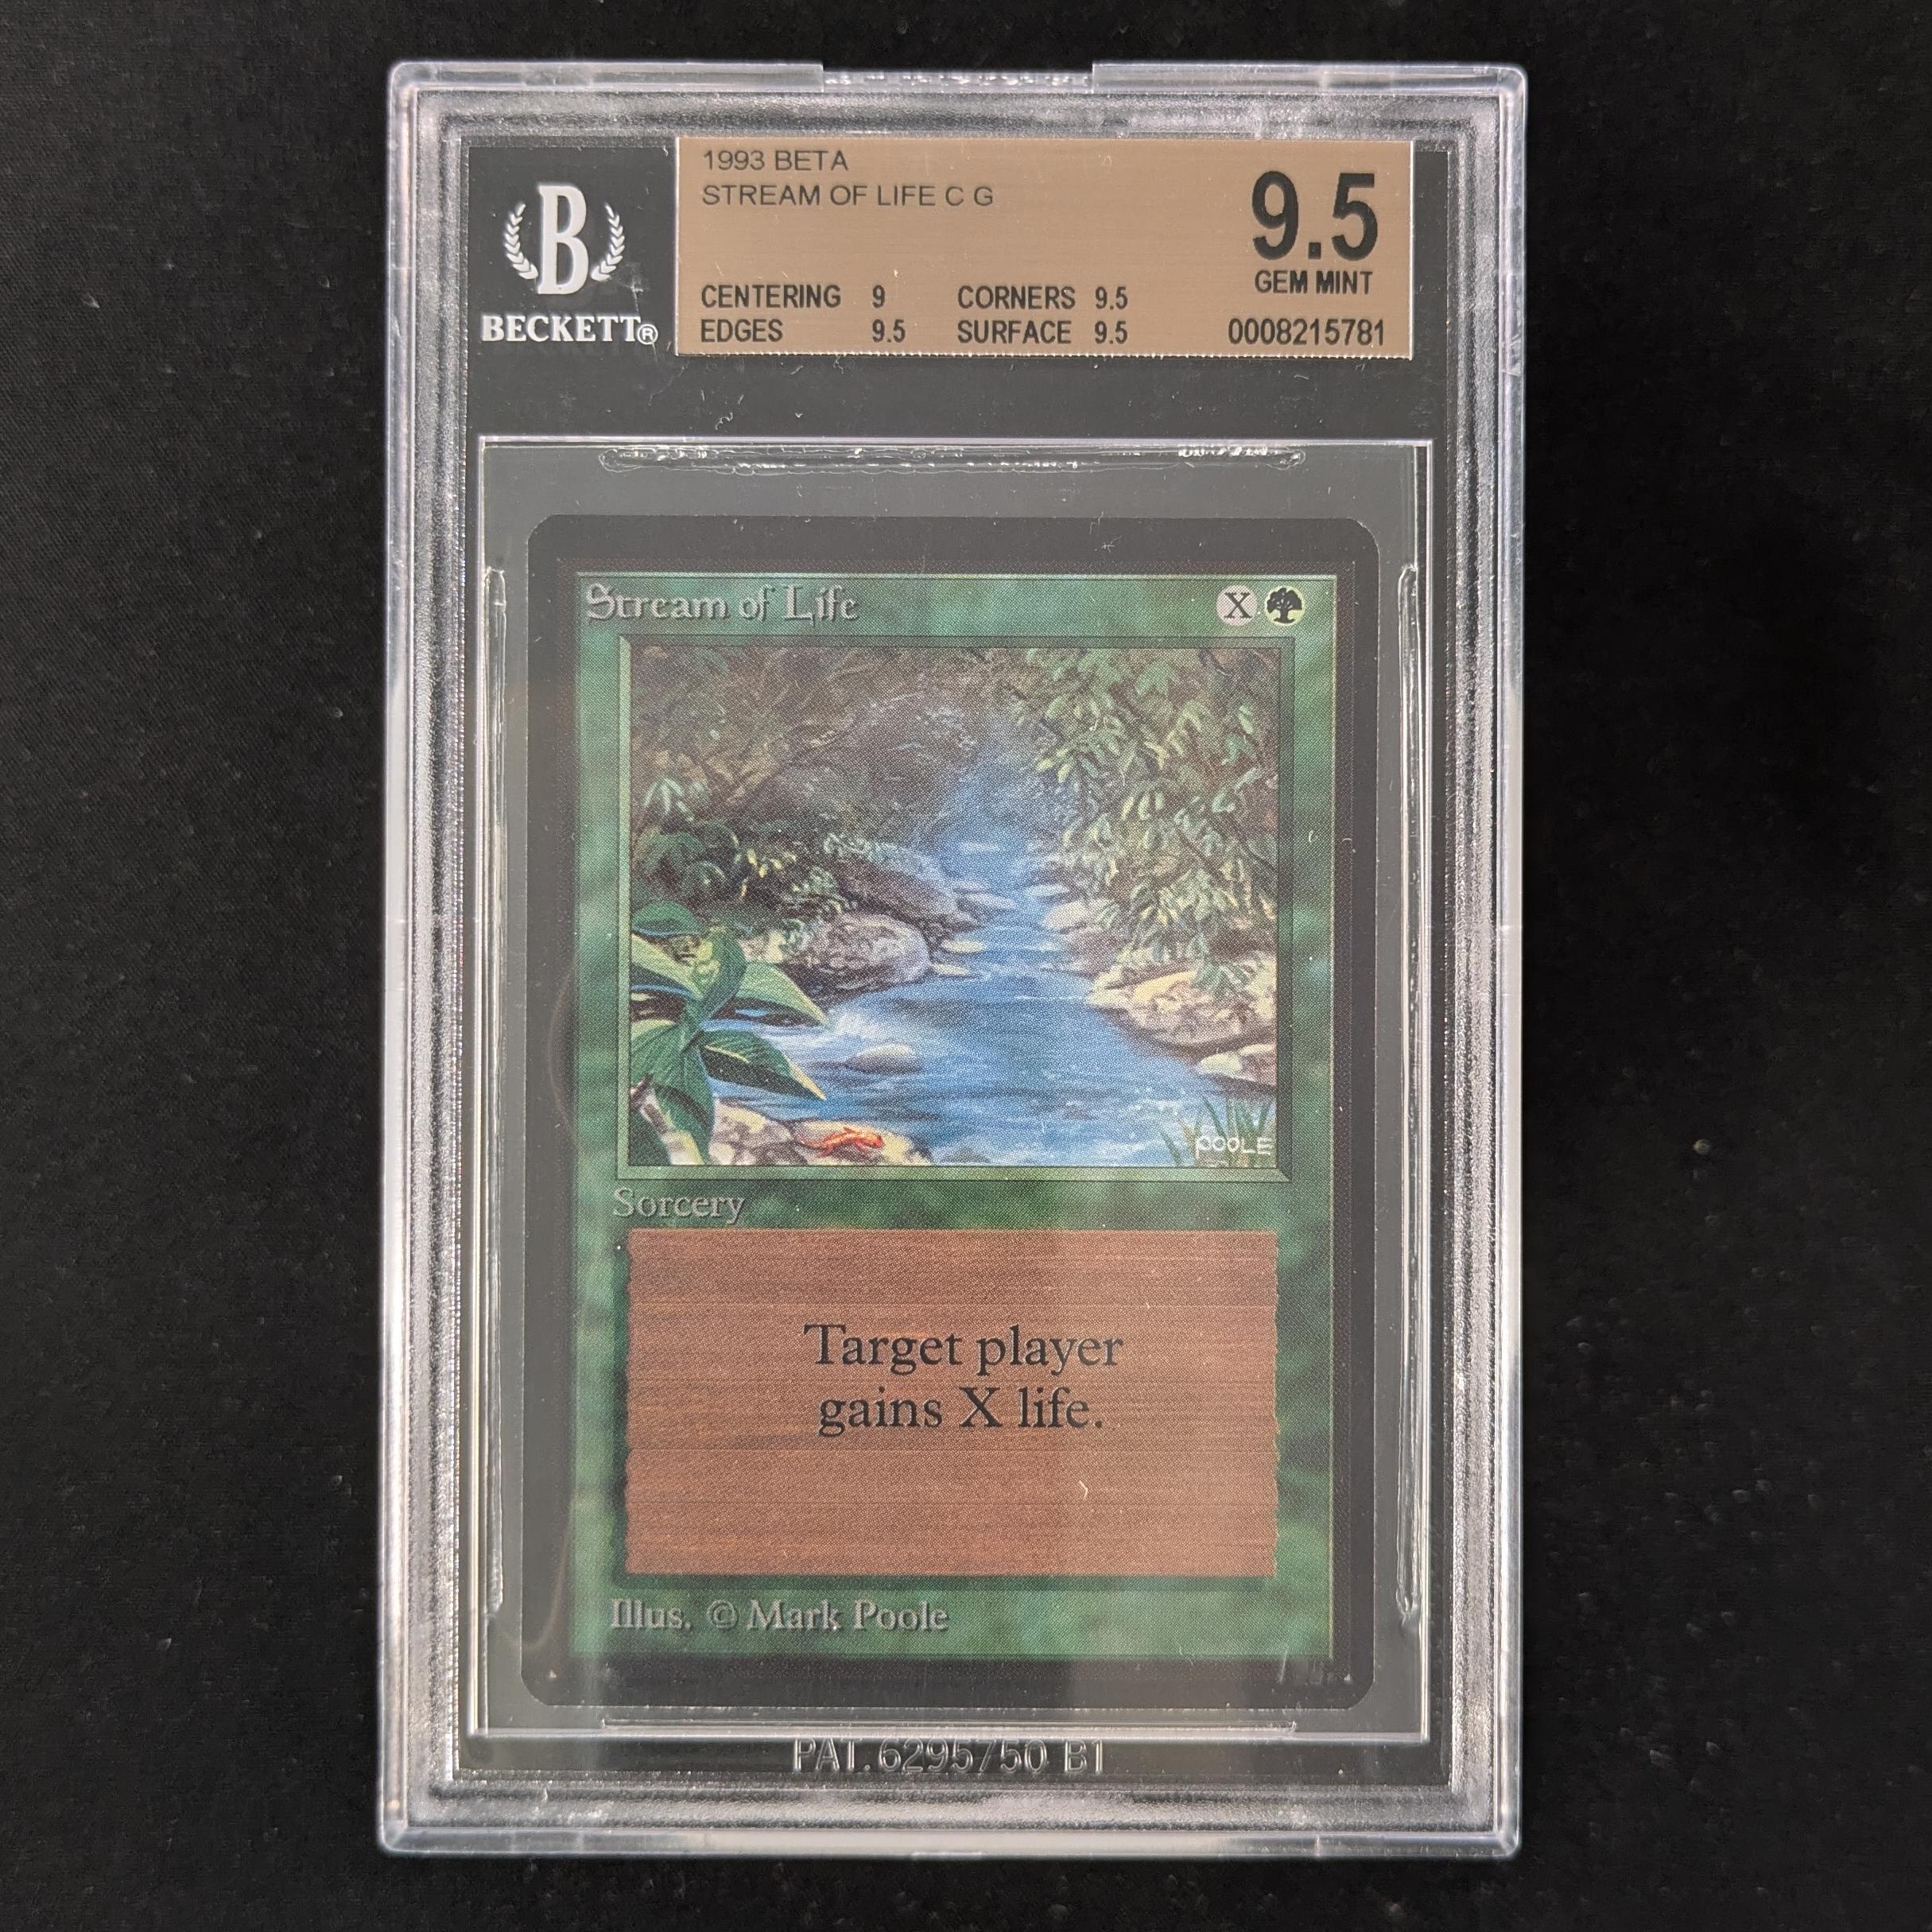 1993 BETA
STREAM OF LIFE C G
9.5
GEM MINT
CENTERING 9 CORNERS 9.5
EDGES 9.5 SURFACE 9.5
0008215781
B
BECKETT®
Stream of Life X
POOLE
Sorcery
Target player
gains X life.
Illus. © Mark Poole
PAT.6295750 B1